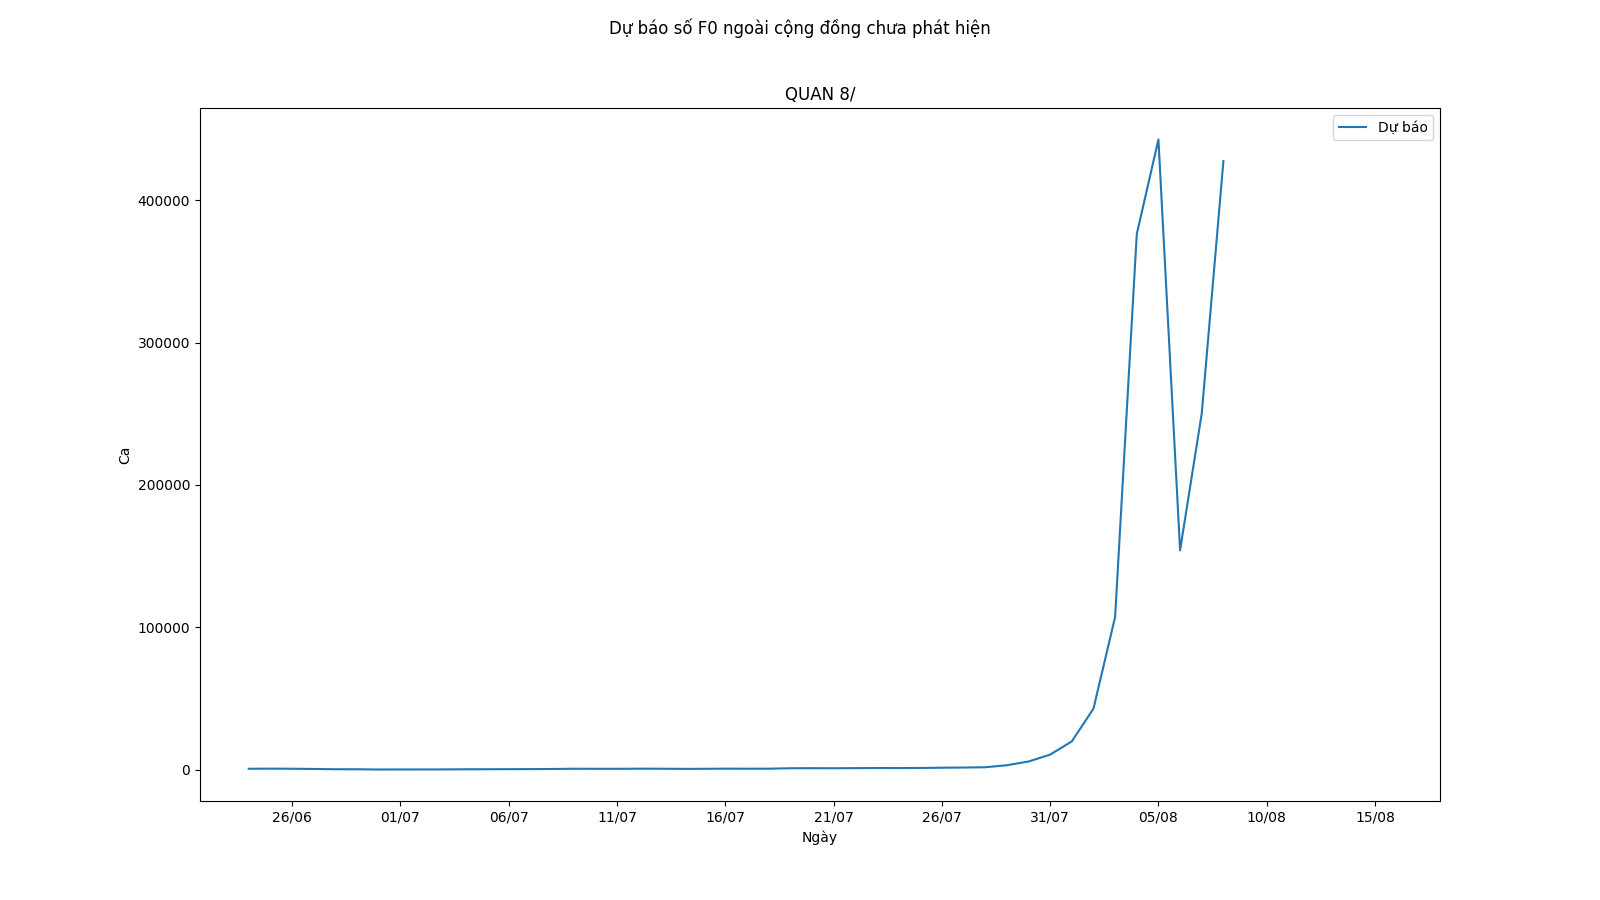 Dự báo số F0 ngoài cộng đồng chưa phát hiện
QUAN 8/
Dự báo
400000
300000
200000
100000
0
Ca
26/06 01/07 06/07 11/07 16/07 21/07 26/07 31/07 05/08 10/08 15/08
Ngày